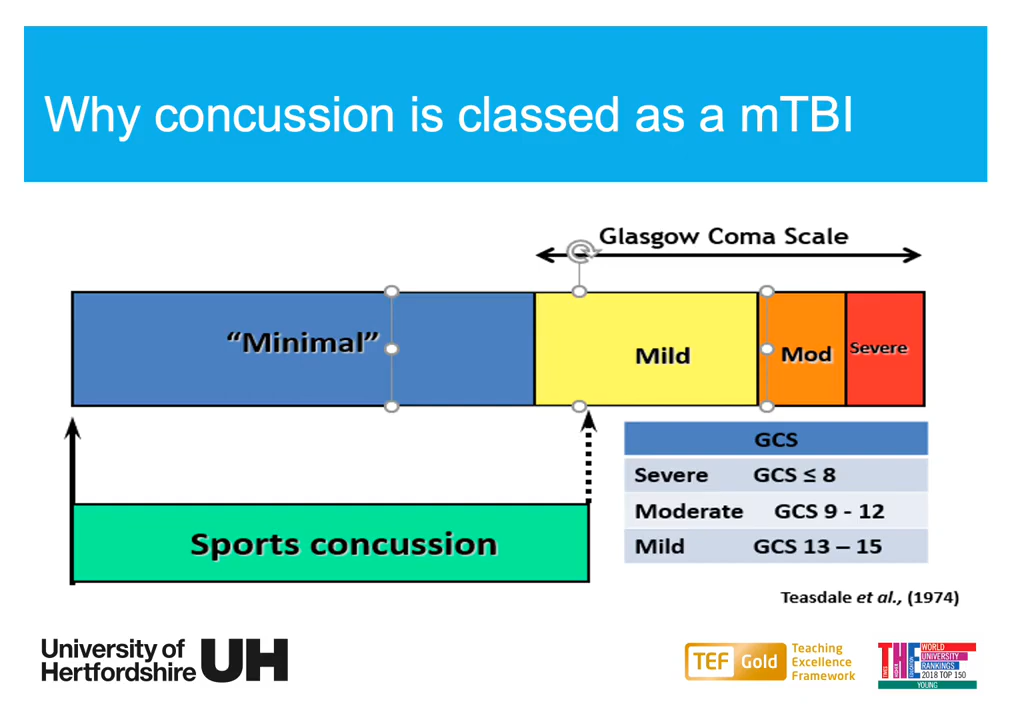 Why concussion is classed as a mTBI
Glasgow Coma Scale
“Minimal”
Mild
Mod
Severe
GCS
Severe GCS ≤ 8
Moderate GCS 9 - 12
Mild GCS 13 – 15
Sports concussion
Teasdale et al., (1974)
University of
Hertfordshire UH
TEF Gold
Teaching
Excellence
Framework
THE
WORLD
UNIVERSITY
RANKINGS
2018 TOP 150
YOUNG